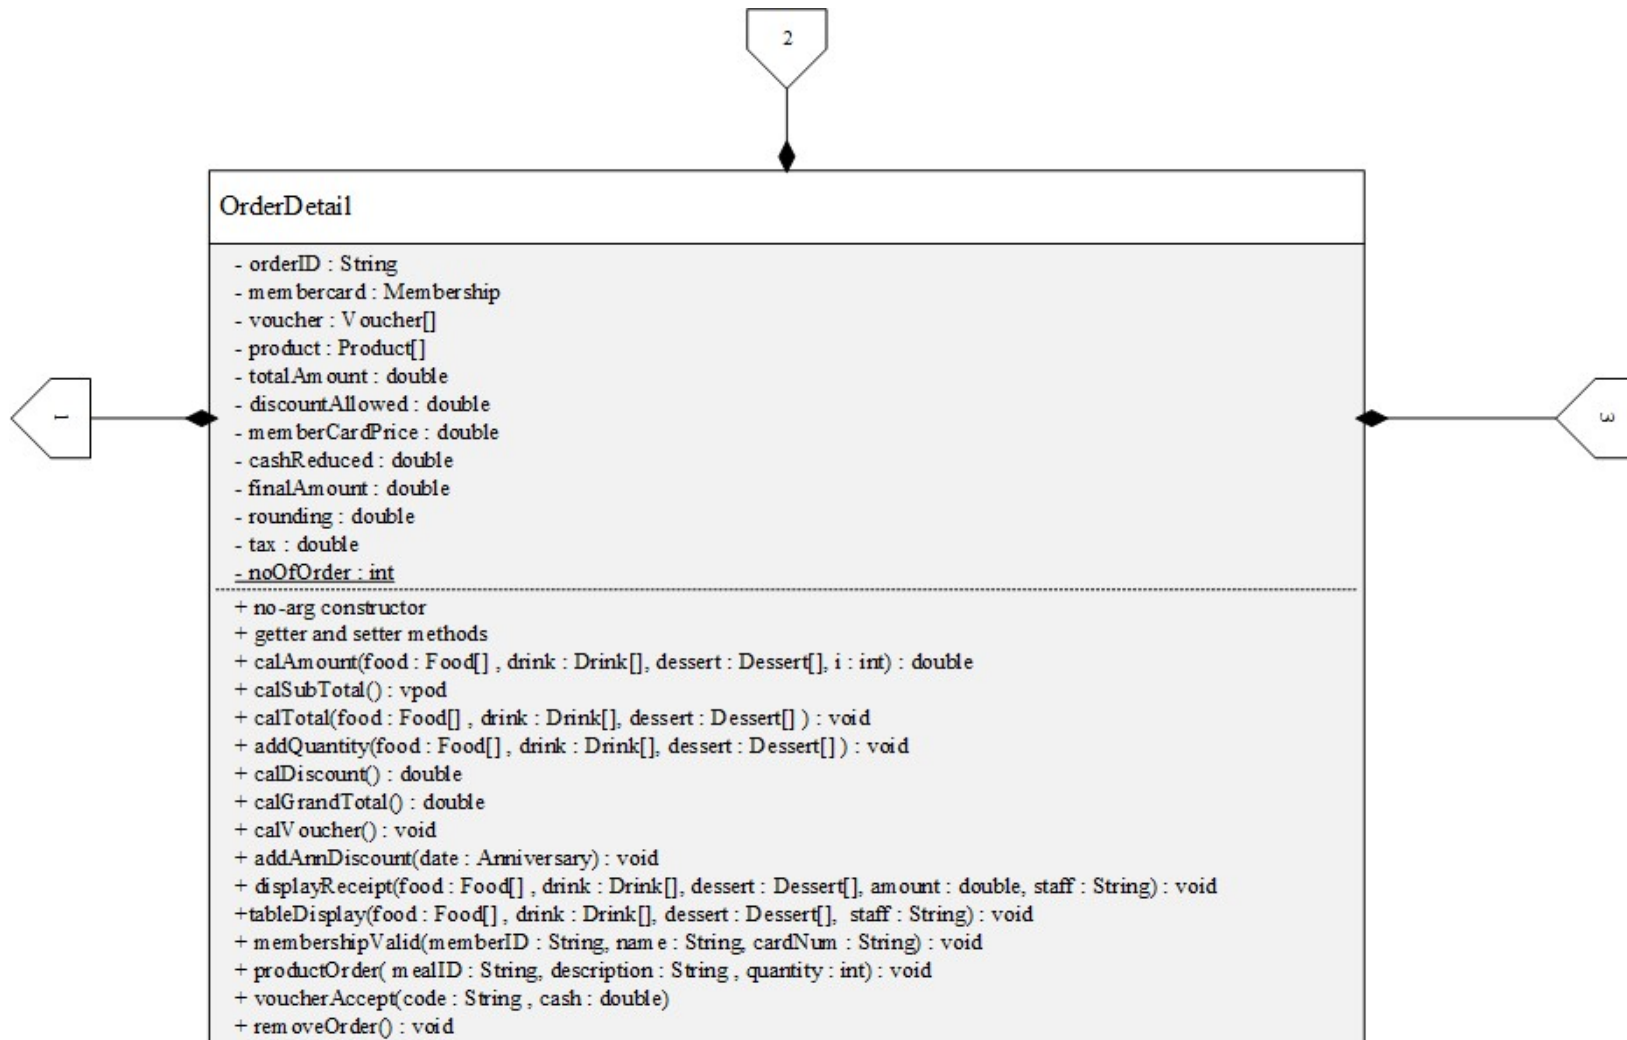 2
OrderDetail
- orderID : String
- membercard : Membership
- voucher : Voucher[]
- product : Product[]
- totalAmount : double
- discountAllowed : double
- memberCardPrice : double
- cashReduced : double
- finalAmount : double
- rounding : double
- tax : double
- noOfOrder : int
1
3
+ no-arg constructor
+ getter and setter methods
+ calAmount(food : Food[] , drink : Drink[], dessert : Dessert[], i : int) : double
+ calSubTotal() : vpod
+ calTotal(food : Food[] , drink : Drink[], dessert : Dessert[] ) : void
+ addQuantity(food : Food[] , drink : Drink[], dessert : Dessert[] ) : void
+ calDiscount() : double
+ calGrandTotal() : double
+ calVoucher() : void
+ addAnnDiscount(date : Anniversary) : void
+ displayReceipt(food : Food[] , drink : Drink[], dessert : Dessert[], amount : double, staff : String) : void
+tableDisplay(food : Food[] , drink : Drink[], dessert : Dessert[], staff : String) : void
+ membershipValid(memberID : String, name : String, cardNum : String) : void
+ productOrder( mealID : String, description : String , quantity : int) : void
+ voucherAccept(code : String , cash : double)
+ removeOrder() : void